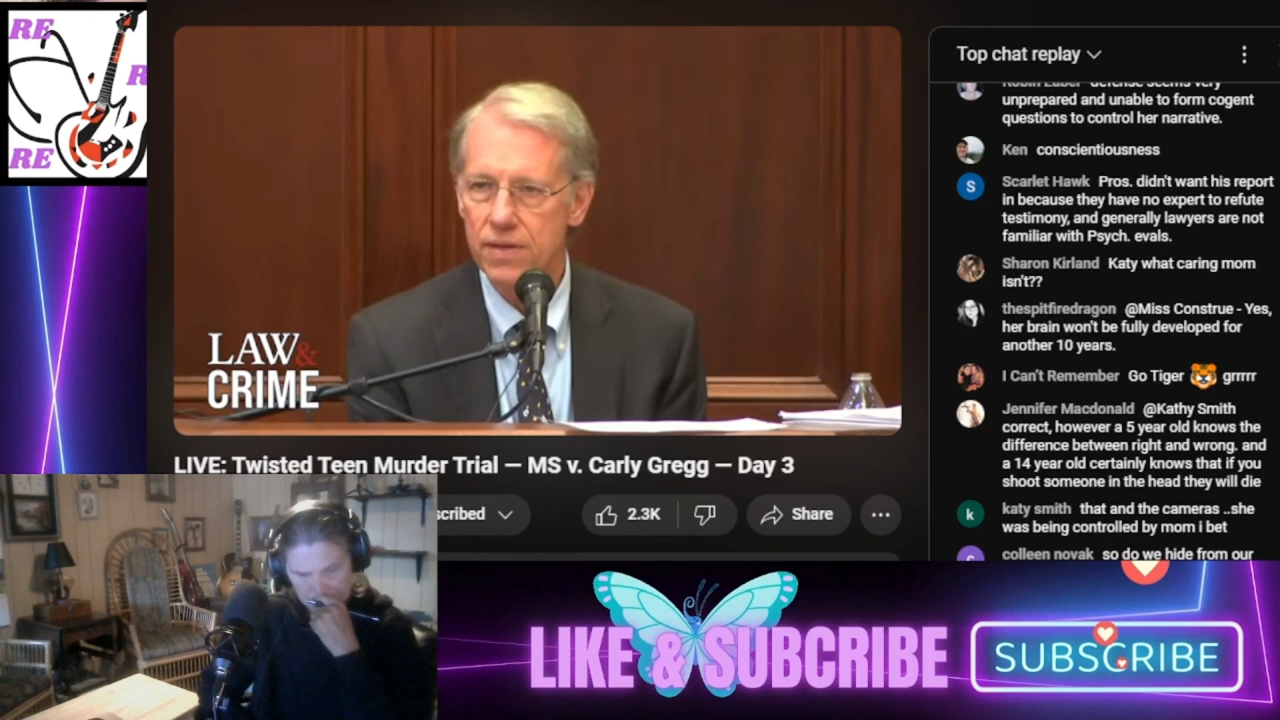 RE
R
RE
LAW&
CRIME
LIVE: Twisted Teen Murder Trial — MS v. Carly Gregg — Day 3
scribed
2.3K
Share
Top chat replay
defense seems very
unprepared and unable to form cogent
questions to control her narrative.
Ken conscientiousness
S
Scarlet Hawk Pros. didn't want his report
in because they have no expert to refute
testimony, and generally lawyers are not
familiar with Psych. evals.
Sharon Kirland Katy what caring mom
isn't??
thespitfiredragon @Miss Construe - Yes,
her brain won't be fully developed for
another 10 years.
I Can't Remember Go Tiger 🐯 grrrrr
Jennifer Macdonald @Kathy Smith
correct, however a 5 year old knows the
difference between right and wrong. and
a 14 year old certainly knows that if you
shoot someone in the head they will die
k
katy smith that and the cameras ..she
was being controlled by mom i bet
colleen novak so do we hide from our
LIKE & SUBCRIBE
SUBSCRIBE